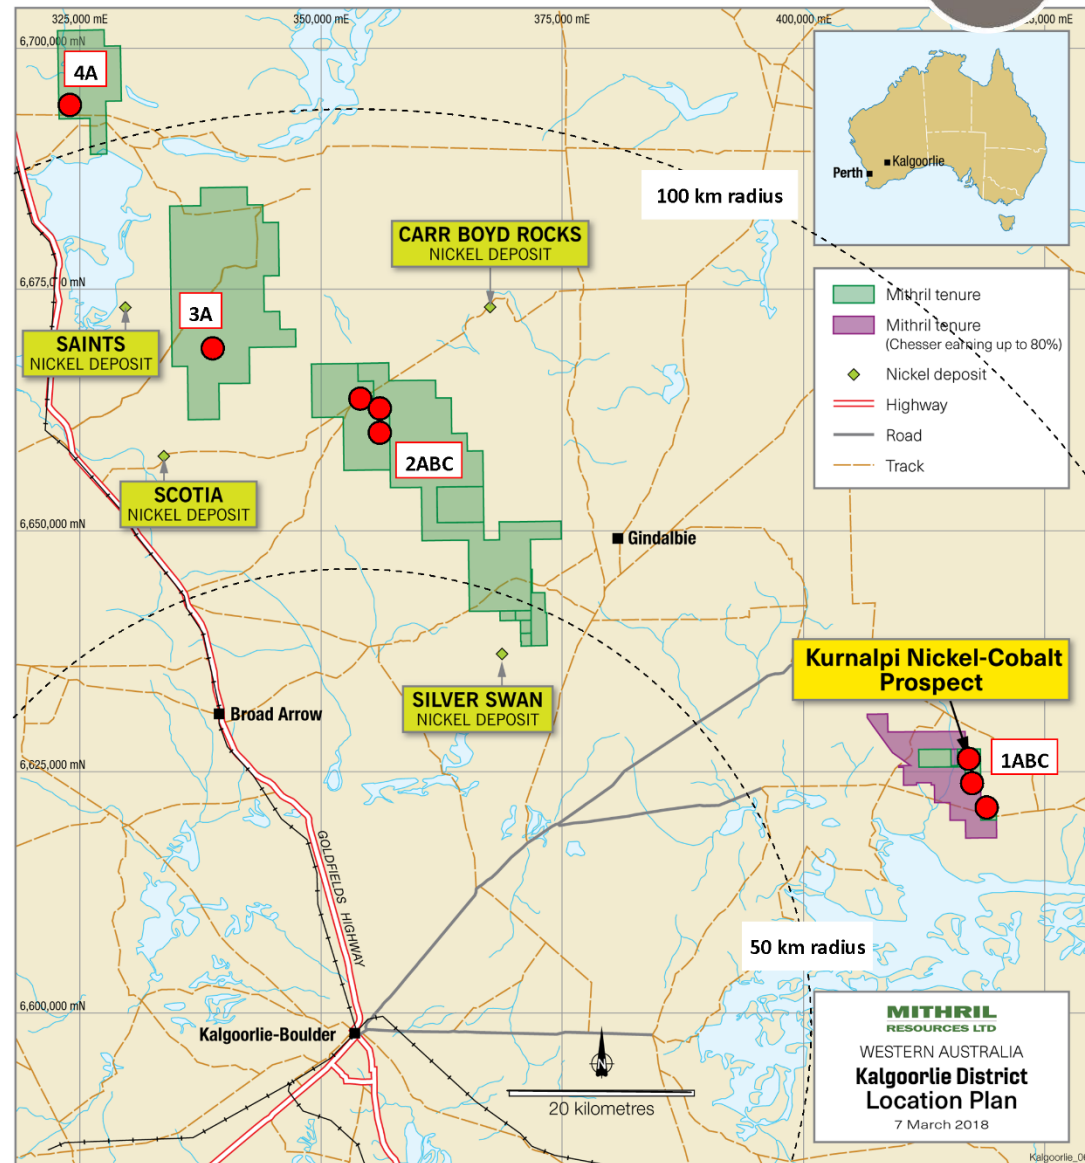 325,000 mE
350,000 mE
375,000 mE
400,000 mE
6,700,000 mN
4A
100 km radius
Perth
Kalgoorlie
CARR BOYD ROCKS
NICKEL DEPOSIT
6,675,000 mN
3A
SAINTS
NICKEL DEPOSIT
Mithril tenure
Mithril tenure
(Chesser earning up to 80%)
Nickel deposit
Highway
Road
Track
2ABC
SCOTIA
NICKEL DEPOSIT
6,650,000 mN
Gindalbie
Kurnalpi Nickel-Cobalt
Prospect
SILVER SWAN
NICKEL DEPOSIT
Broad Arrow
1ABC
6,625,000 mN
GOLDFIELDS HIGHWAY
50 km radius
6,600,000 mN
Kalgoorlie-Boulder
N
20 kilometres
MITHRIL
RESOURCES LTD
WESTERN AUSTRALIA
Kalgoorlie District
Location Plan
7 March 2018